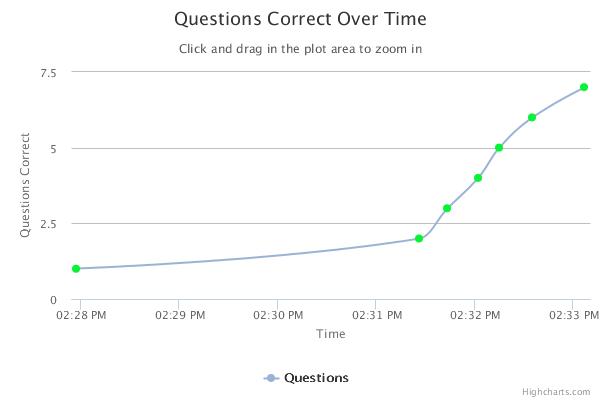 Questions Correct Over Time
Click and drag in the plot area to zoom in
7.5
5
2.5
0
Questions Correct
02:28 PM 02:29 PM 02:30 PM 02:31 PM 02:32 PM 02:33 PM
Time
Questions
Highcharts.com